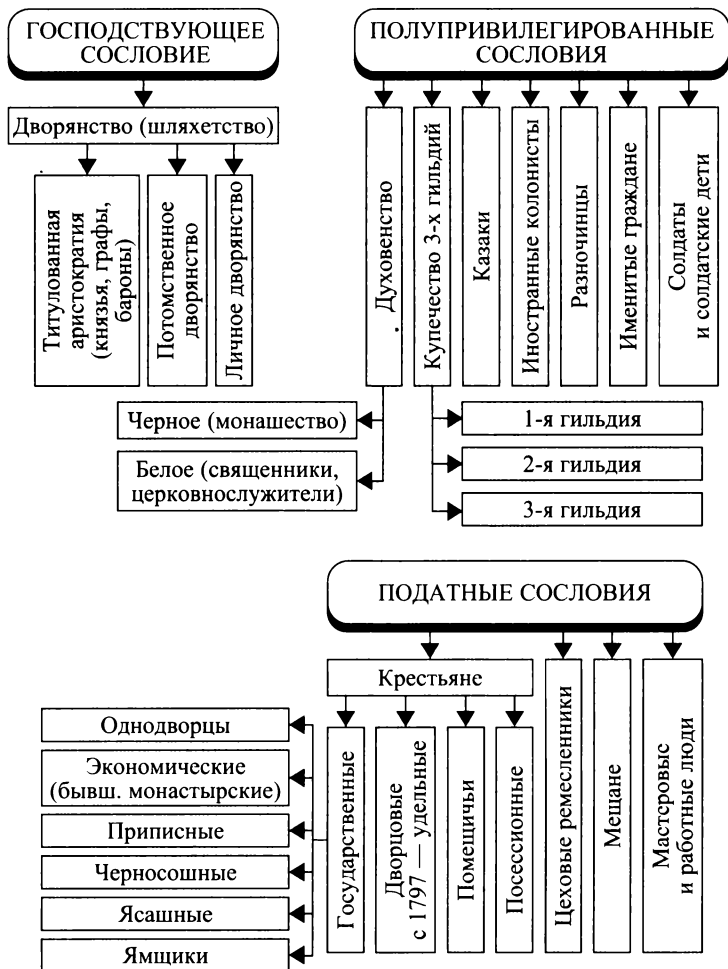 ГОСПОДСТВУЮЩЕЕ
СОСЛОВИЕ
Дворянство (шляхетство)
Титулованная
аристократия
(князья, графы,
бароны)
Потомственное
дворянство
Личное дворянство
ПОЛУПРИВИЛЕГИРОВАННЫЕ
СОСЛОВИЯ
Духовенство
Купечество 3-х гильдий
Казаки
Иностранные колонисты
Разночинцы
Именитые граждане
Солдаты
и солдатские дети
Черное (монашество)
Белое (священники,
церковнослужители)
1-я гильдия
2-я гильдия
3-я гильдия
ПОДАТНЫЕ СОСЛОВИЯ
Крестьяне
Государственные
Дворцовые
с 1797 — удельные
Помещичьи
Посессионные
Цеховые ремесленники
Мещане
Мастеровые
и работные люди
Однодворцы
Экономические
(бывш. монастырские)
Приписные
Черносошные
Ясашные
Ямщики